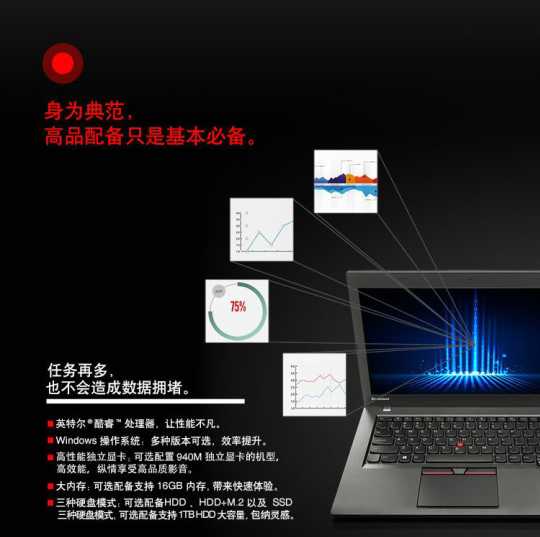 身为典范，
高品配备只是基本必备。
75%
任务再多，
也不会造成数据拥堵。
英特尔®酷睿™ 处理器，让性能不凡。
Windows 操作系统：多种版本可选，效率提升。
高性能独立显卡：可选配置 940M 独立显卡的机型，
高效能，纵情享受高品质影音。
大内存：可选配备支持 16GB 内存，带来快速体验。
三种硬盘模式：可选配备HDD 、HDD+M.2 以及 SSD
三种硬盘模式，可选配备支持 1TB HDD 大容量，包纳灵感。